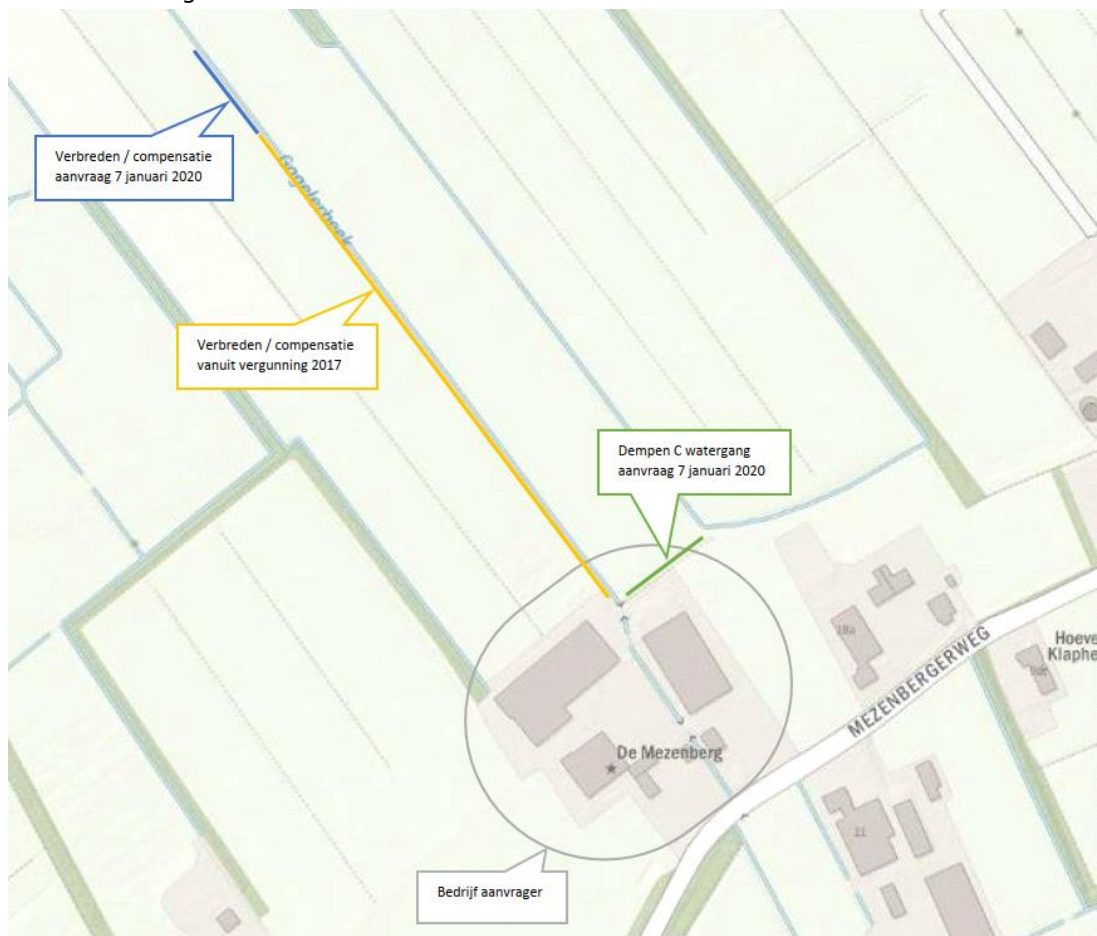 Verbreden / compensatie
aanvraag 7 januari 2020
Gagelerbeek
Verbreden / compensatie
vanuit vergunning 2017
Dempen C watergang
aanvraag 7 januari 2020
18a
MEZENBERGERWEG
Hoeve
Klaphe
De Mezenberg
11
Bedrijf aanvrager